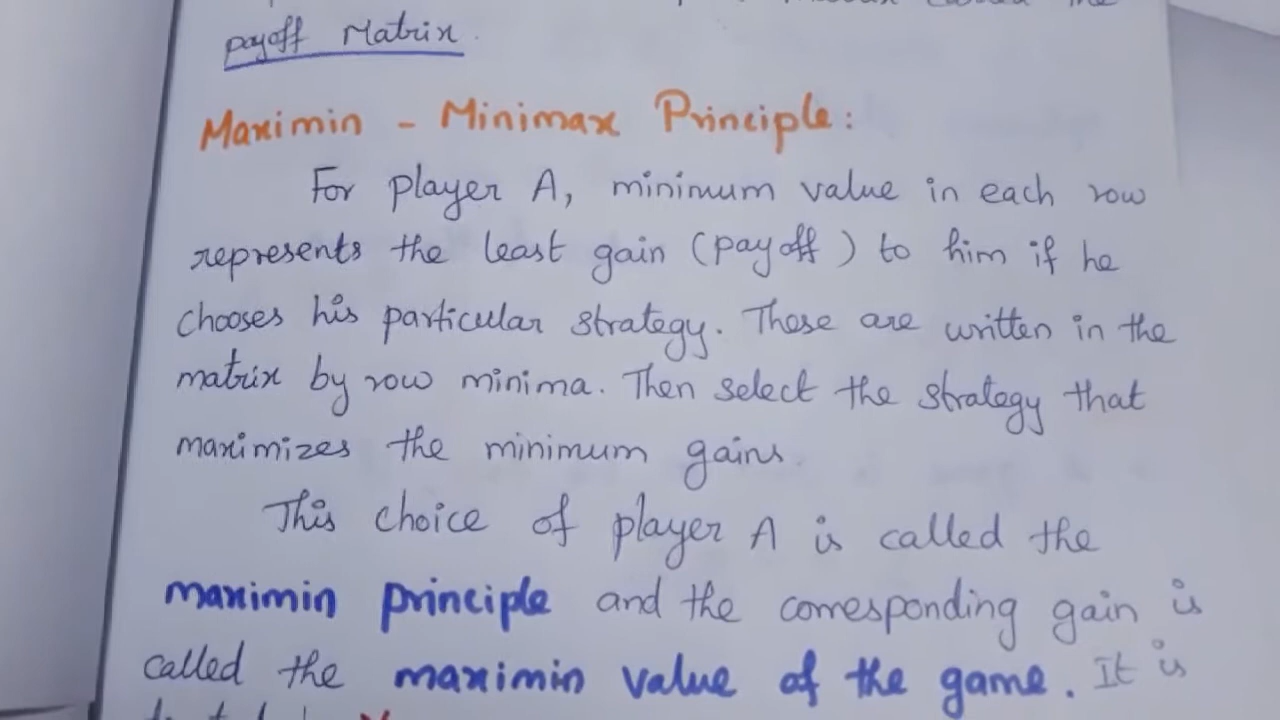 the
payoff Matrix.
Maximin - Minimax Principle:
For player A, minimum value in each row
represents the least gain (payoff) to him if he
chooses his particular strategy. These are written in the
matrix by row minima. Then select the strategy that
maximizes the minimum gains.
This choice of player A is called the
maximin principle and the corresponding gain is
called the maximin value of the game. It is